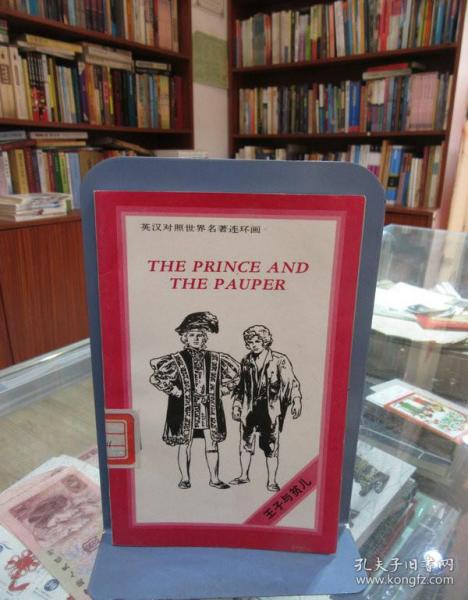 英汉对照世界名著连环画
THE PRINCE AND
THE PAUPER
王子与贫儿
孔夫子旧书网
www.kongfz.com